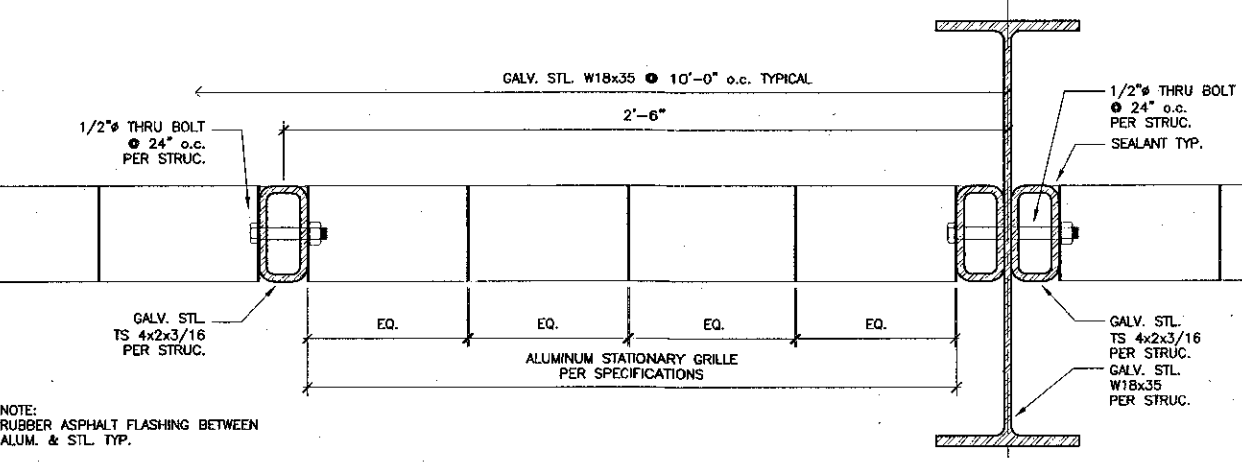 GALV. STL. W18x35 @ 10'-0" o.c. TYPICAL
2'-6"
1/2"ø THRU BOLT
@ 24" o.c.
PER STRUC.
1/2"ø THRU BOLT
@ 24" o.c.
PER STRUC.
SEALANT TYP.
GALV. STL.
TS 4x2x3/16
PER STRUC.
EQ.
EQ.
EQ.
EQ.
ALUMINUM STATIONARY GRILLE
PER SPECIFICATIONS
GALV. STL.
TS 4x2x3/16
PER STRUC.
GALV. STL.
W18x35
PER STRUC.
NOTE:
RUBBER ASPHALT FLASHING BETWEEN
ALUM. & STL. TYP.